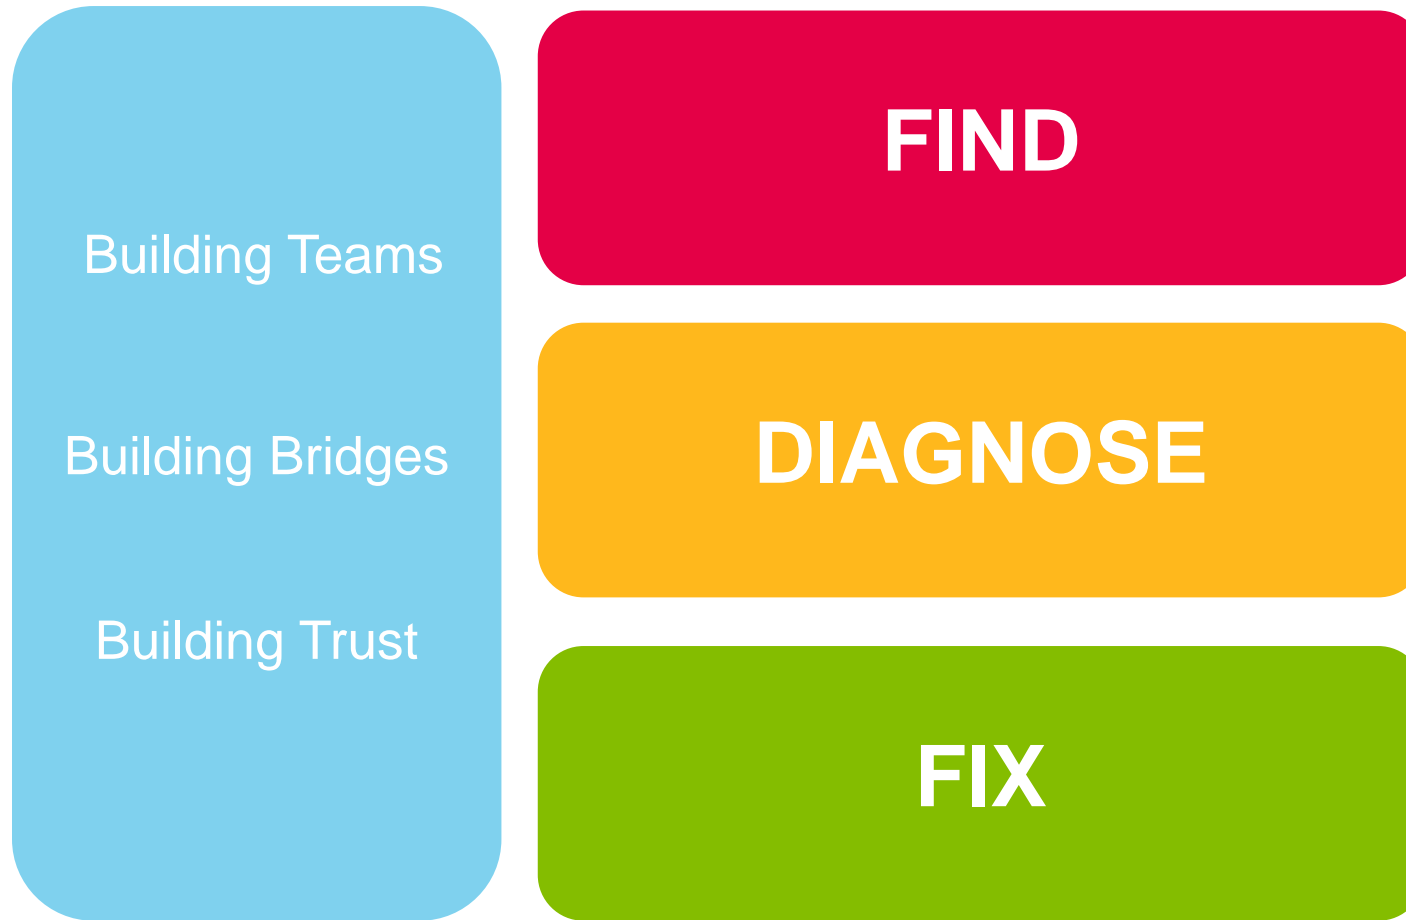 Building Teams
Building Bridges
Building Trust
FIND
DIAGNOSE
FIX